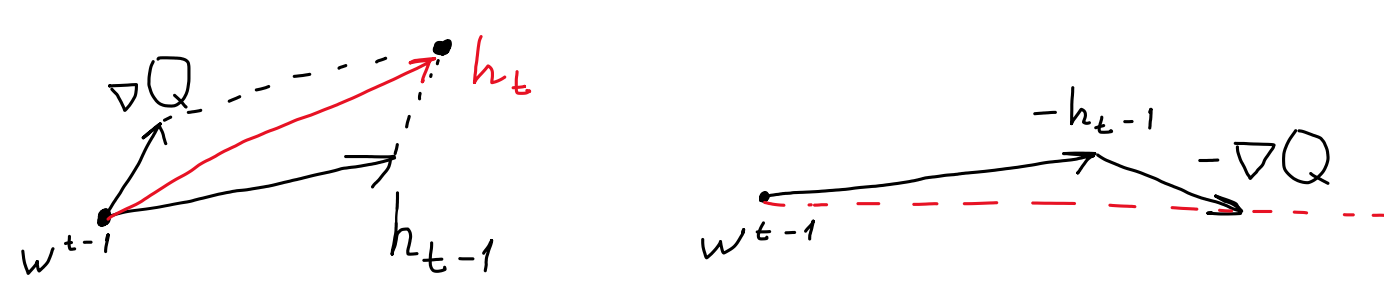 ∇Q
h_t
w^{t-1}
h_{t-1}
-h_{t-1}
-∇Q
w^{t-1}